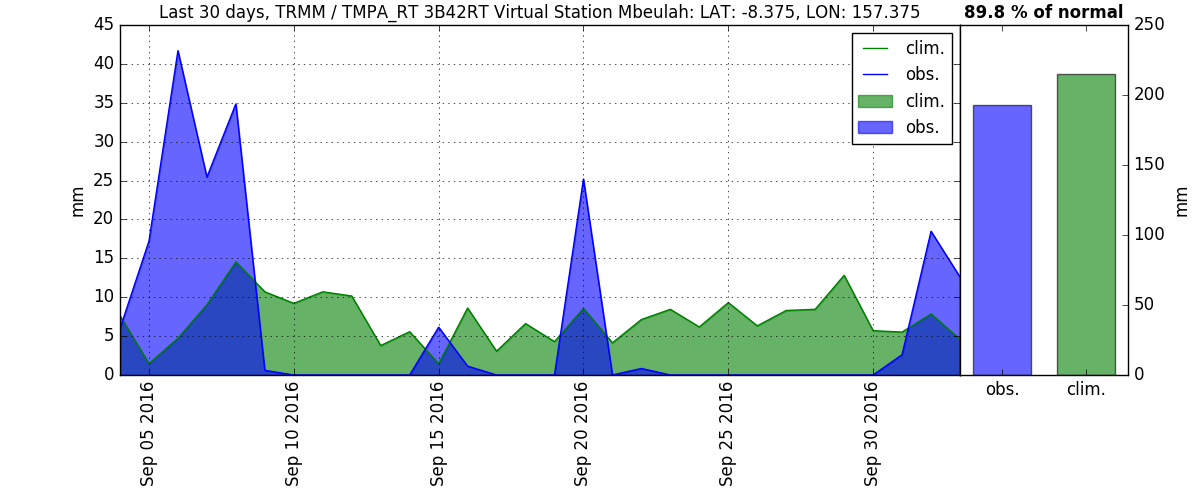 Last 30 days, TRMM / TMPA_RT 3B42RT Virtual Station Mbeulah: LAT: -8.375, LON: 157.375
89.8 % of normal
45
40
35
30
25
20
15
10
5
0
mm
clim.
obs.
clim.
obs.
Sep 05 2016
Sep 10 2016
Sep 15 2016
Sep 20 2016
Sep 25 2016
Sep 30 2016
250
200
150
100
50
0
mm
obs.
clim.